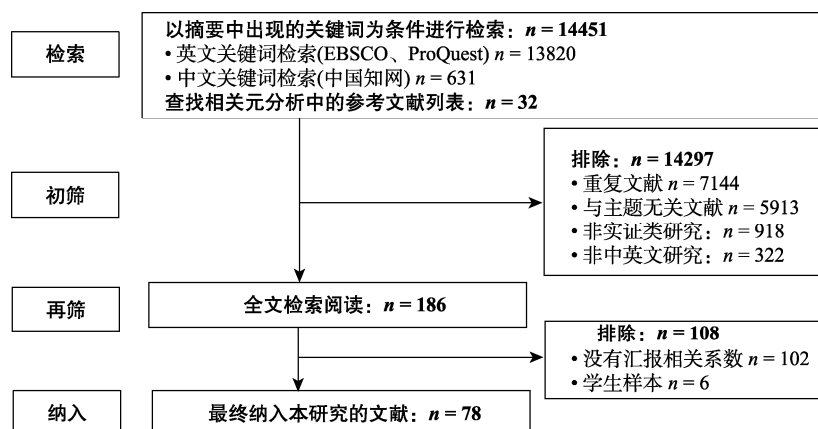 检索
以摘要中出现的关键词为条件进行检索：n = 14451
• 英文关键词检索(EBSCO、ProQuest) n = 13820
• 中文关键词检索(中国知网) n = 631
查找相关元分析中的参考文献列表：n = 32
初筛
排除：n = 14297
• 重复文献 n = 7144
• 与主题无关文献 n = 5913
• 非实证类研究：n = 918
• 非中英文研究：n = 322
再筛
全文检索阅读：n = 186
排除：n = 108
• 没有汇报相关系数 n = 102
• 学生样本 n = 6
纳入
最终纳入本研究的文献：n = 78